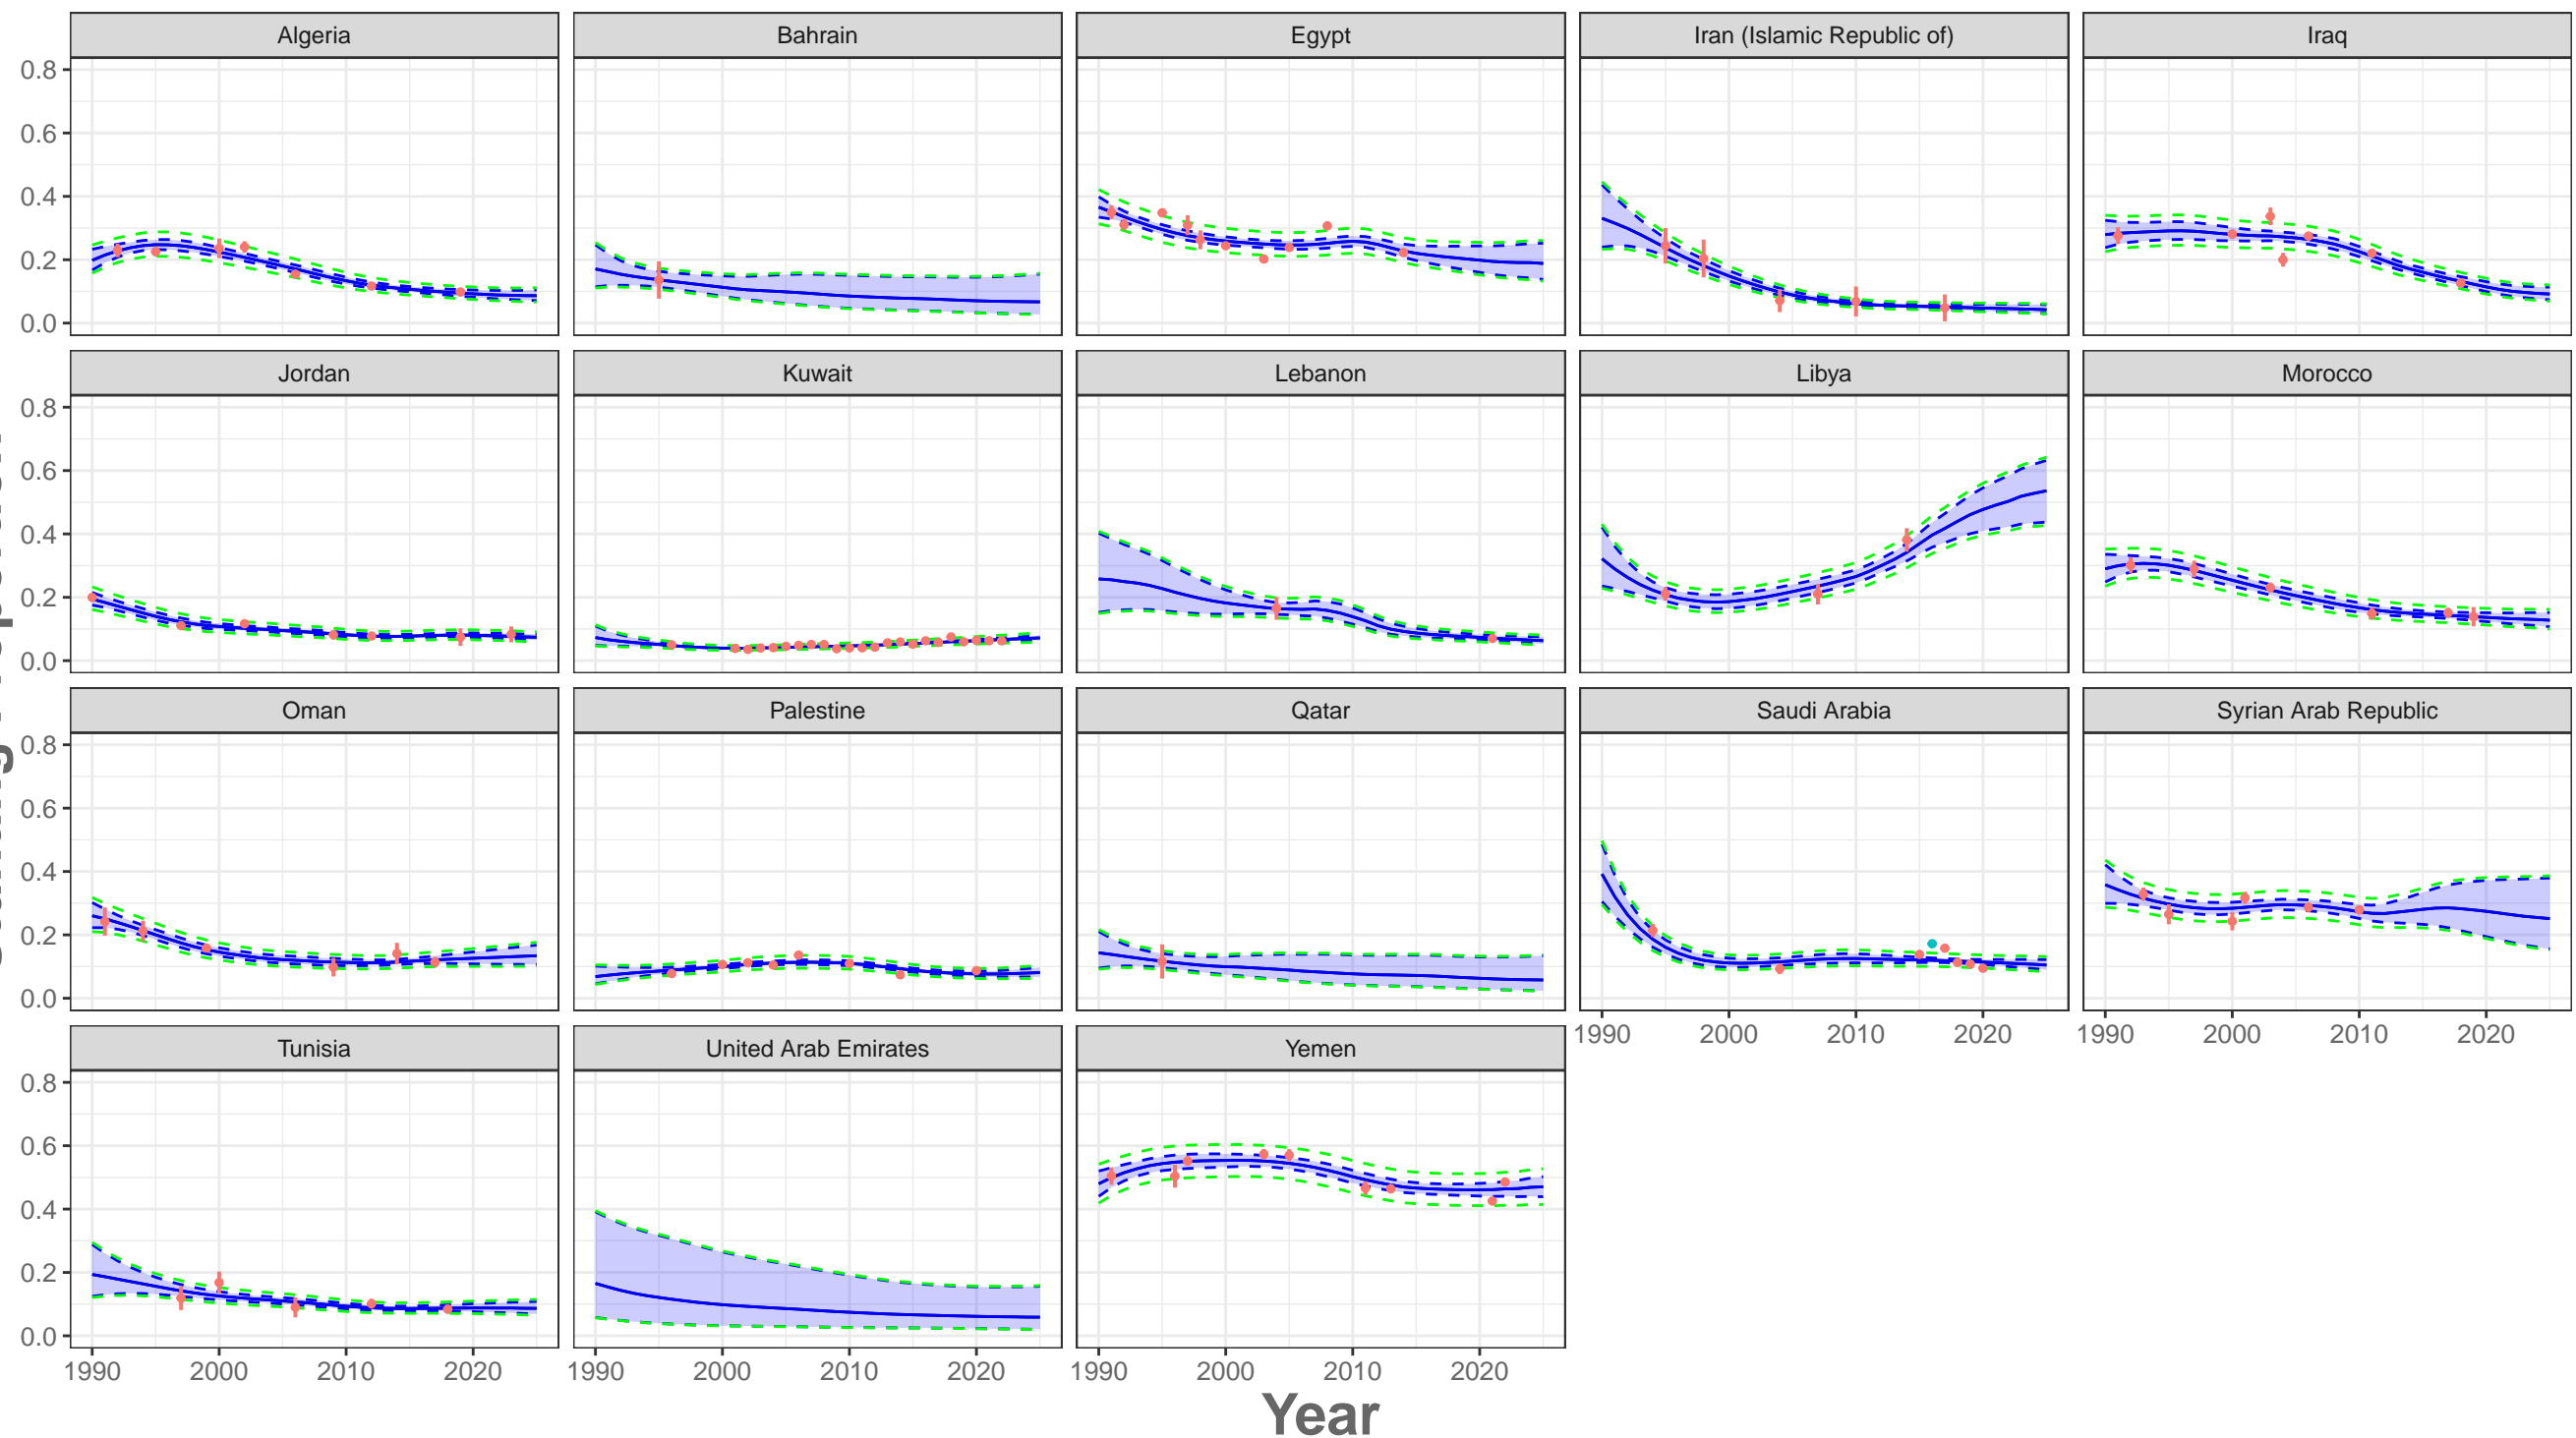 Algeria Bahrain Egypt Iran (Islamic Republic of) Iraq
0.8
0.6
0.4
0.2
0.0
Jordan Kuwait Lebanon Libya Morocco
0.8
0.6
0.4
0.2
0.0
Oman Palestine Qatar Saudi Arabia Syrian Arab Republic
0.8
0.6
0.4
0.2
0.0
1990 2000 2010 2020 1990 2000 2010 2020
Tunisia United Arab Emirates Yemen
0.8
0.6
0.4
0.2
0.0
1990 2000 2010 2020 1990 2000 2010 2020 1990 2000 2010 2020
Year